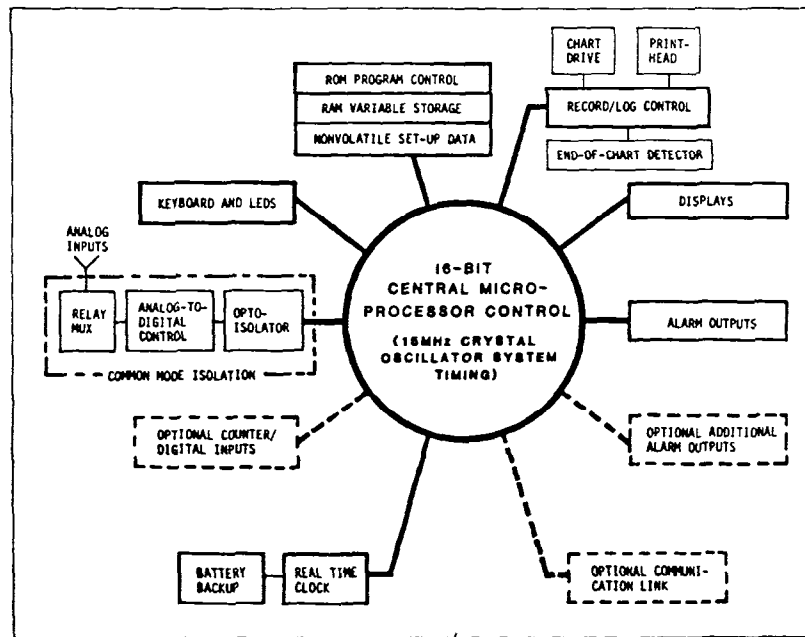 CHART
DRIVE
PRINT-
HEAD
ROM PROGRAM CONTROL
RAM VARIABLE STORAGE
NONVOLATILE SET-UP DATA
RECORD/LOG CONTROL
END-OF-CHART DETECTOR
KEYBOARD AND LEDS
DISPLAYS
ANALOG
INPUTS
RELAY
MUX
ANALOG-TO-
DIGITAL
CONTROL
OPTO-
ISOLATOR
COMMON MODE ISOLATION
16-BIT
CENTRAL MICRO-
PROCESSOR CONTROL
(15MHz CRYSTAL
OSCILLATOR SYSTEM
TIMING)
ALARM OUTPUTS
OPTIONAL COUNTER/
DIGITAL INPUTS
OPTIONAL ADDITIONAL
ALARM OUTPUTS
BATTERY
BACKUP
REAL TIME
CLOCK
OPTIONAL COMMUNI-
CATION LINK